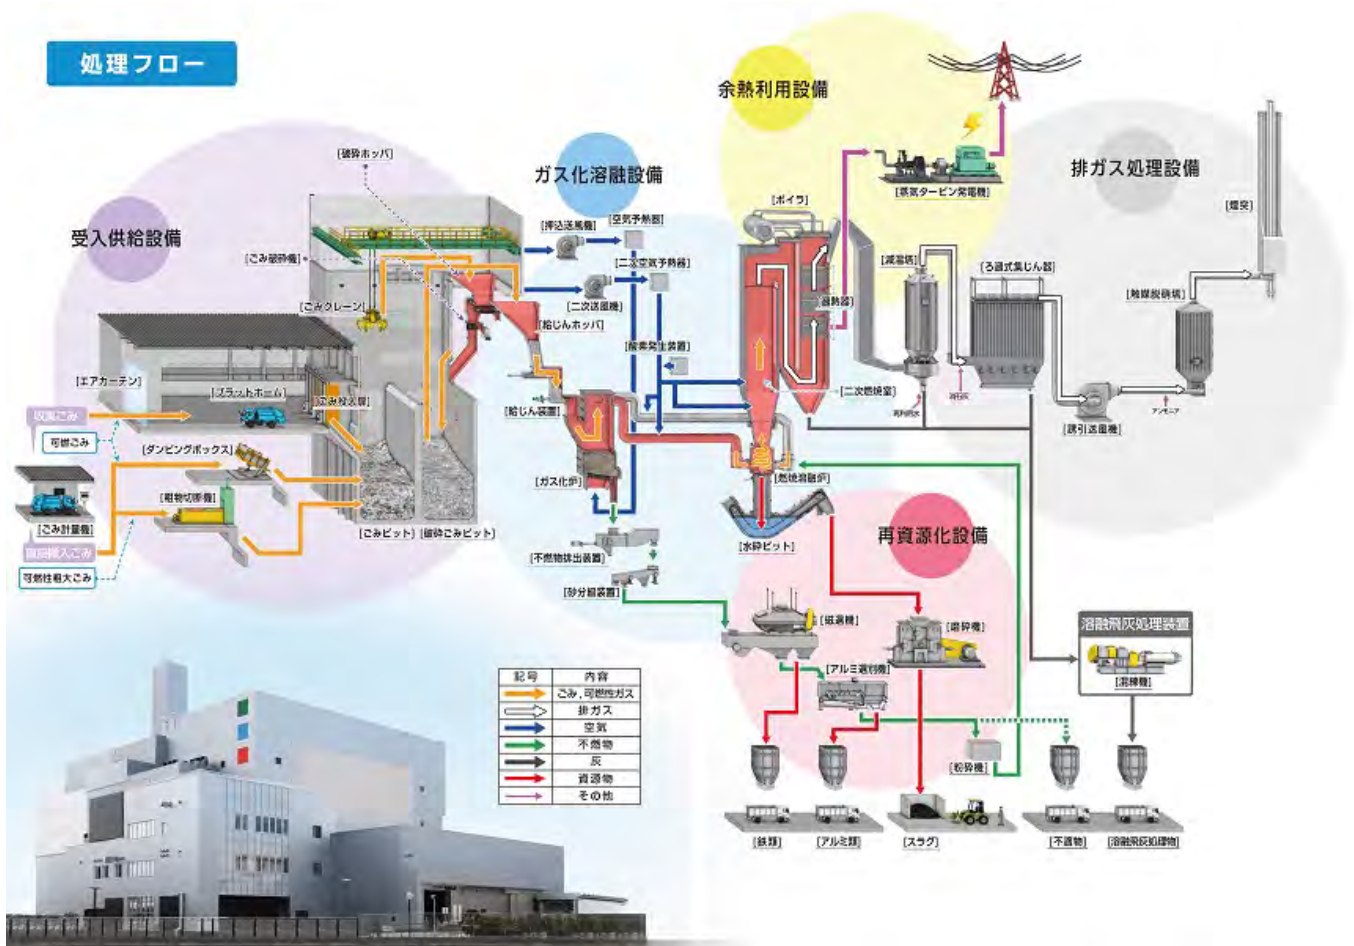 処理フロー
余熱利用設備
[蒸気タービン発電機]
排ガス処理設備
[煙突]
ガス化溶融設備
[破砕ホッパ]
[空気予熱器]
[押込送風機]
[ボイラ]
受入供給設備
[ごみ破砕機]
[二次空気予熱器]
[減温塔]
[ろ過式集じん器]
[触媒脱硝塔]
[ごみクレーン]
[二次送風機]
[過熱器]
[給じんホッパ]
[酸素発生装置]
[エアカーテン]
[プラットホーム]
[ごみ投入扉]
[二次燃焼室]
収集ごみ
[給じん装置]
消石灰
アンモニア
[誘引送風機]
可燃ごみ
[ダンピングボックス]
[ガス化炉]
[燃焼溶融炉]
[粗物切断機]
[ごみ計量機]
[ごみピット]
[破砕ごみピット]
[水砕ピット]
再資源化設備
直接搬入ごみ
[不燃物排出装置]
可燃性粗大ごみ
[砂分級装置]
[磁選機]
[磨砕機]
溶融飛灰処理装置
[混練機]
[アルミ選別機]
記号 内容
ごみ、可燃性ガス
排ガス
空気
不燃物
灰
資源物
その他
[粉砕機]
[鉄類]
[アルミ類]
[スラグ]
[不適物]
[溶融飛灰処理物]